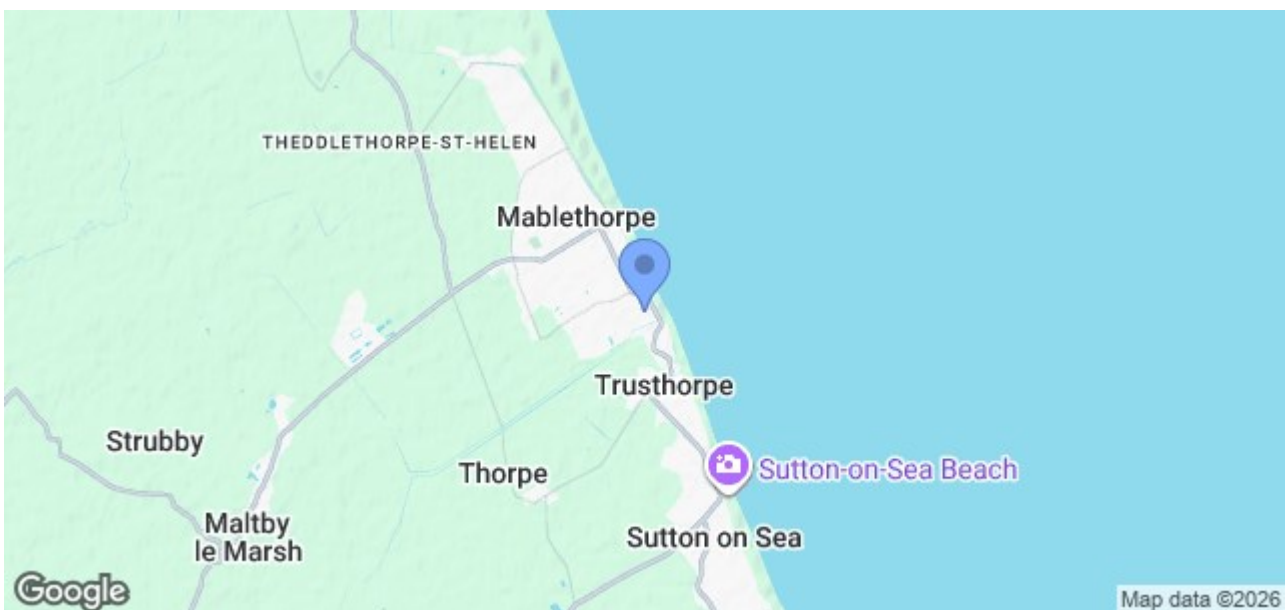 THEDDLETHORPE-ST-HELEN
Mablethorpe
Trusthorpe
Strubby
Thorpe
Sutton-on-Sea Beach
Maltby
le Marsh
Sutton on Sea
Google
Map data ©2026